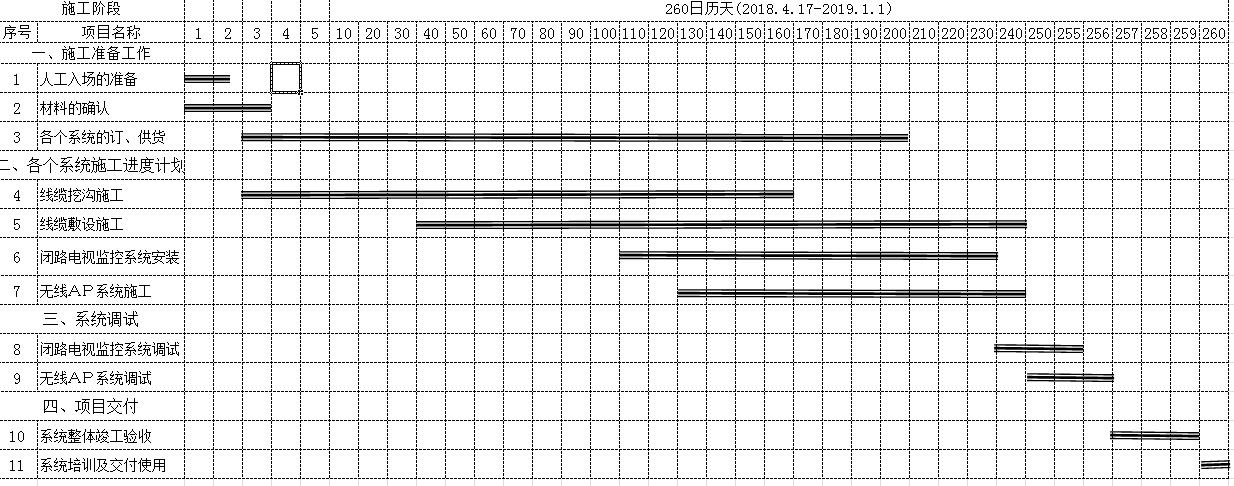 施工阶段 260日历天(2018.4.17-2019.1.1)
序号 项目名称 1 2 3 4 5 10 20 30 40 50 60 70 80 90 100 110 120 130 140 150 160 170 180 190 200 210 220 230 240 250 255 256 257 258 259 260
一、施工准备工作
1 人工入场的准备
2 材料的确认
3 各个系统的订、供货
二、各个系统施工进度计划
4 线缆挖沟施工
5 线缆敷设施工
6 闭路电视监控系统安装
7 无线AP系统施工
三、系统调试
8 闭路电视监控系统调试
9 无线AP系统调试
四、项目交付
10 系统整体竣工验收
11 系统培训及交付使用